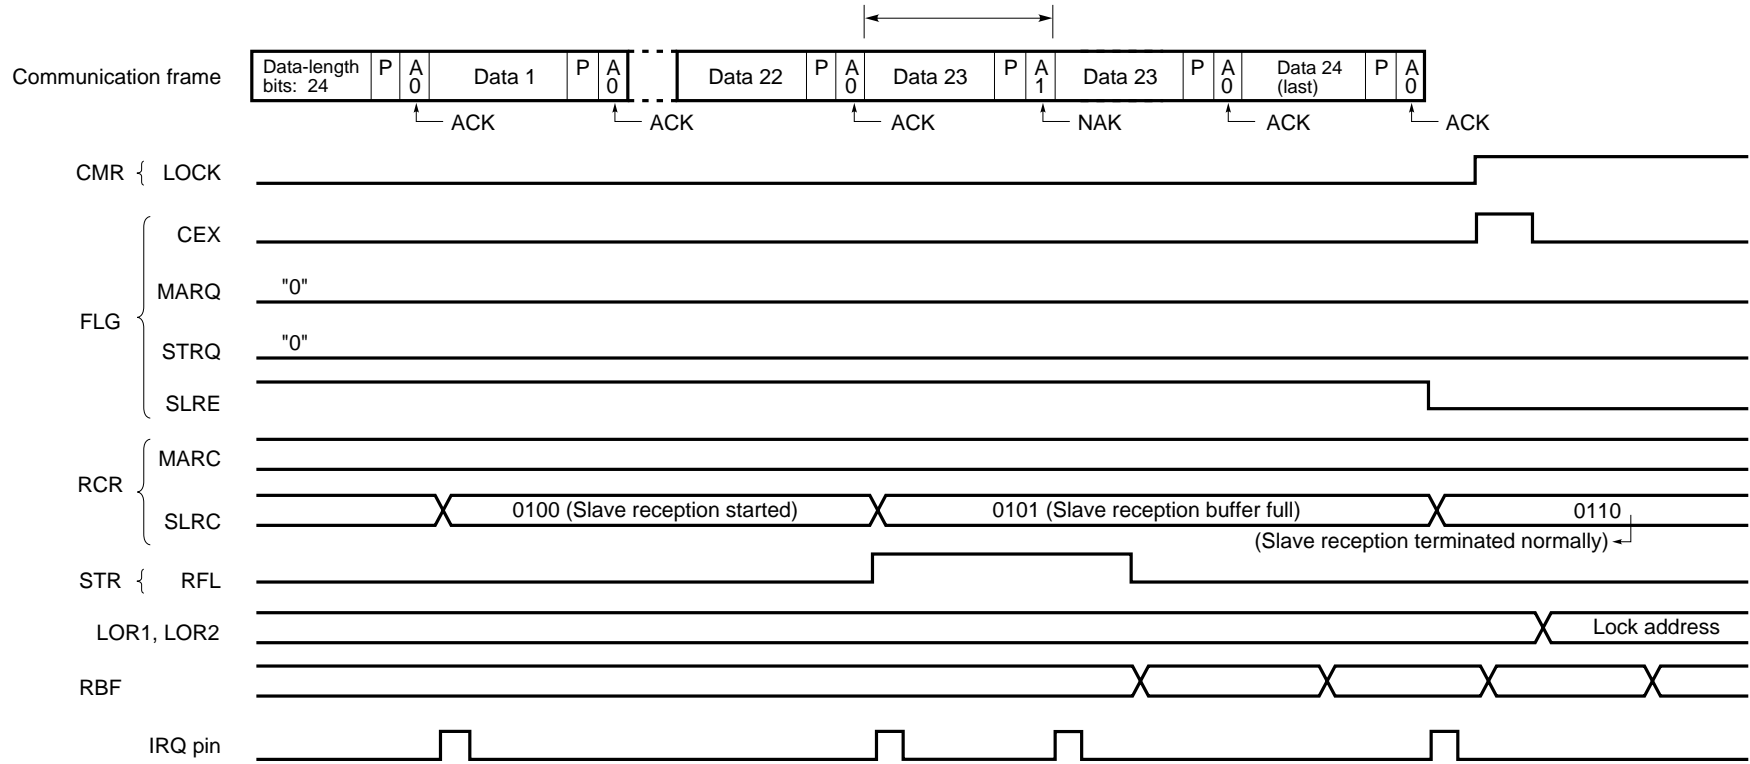 Communication frame
Data-length bits: 24 P A 0 Data 1 P A 0 Data 22 P A 0 Data 23 P A 1 Data 23 P A 0 Data 24 (last) P A 0
ACK ACK ACK NAK ACK ACK
CMR { LOCK
FLG
CEX
MARQ "0"
STRQ "0"
SLRE
RCR
MARC
SLRC 0100 (Slave reception started) 0101 (Slave reception buffer full) 0110
(Slave reception terminated normally)
STR { RFL
LOR1, LOR2 Lock address
RBF
IRQ pin